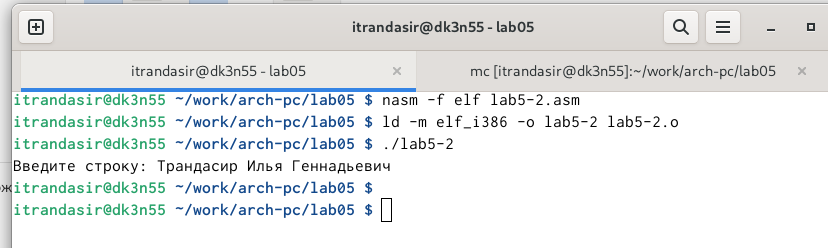 itrandasir@dk3n55 - lab05
itrandasir@dk3n55 - lab05 × mc [itrandasir@dk3n55]:~/work/arch-pc/lab05 ×
itrandasir@dk3n55 ~/work/arch-pc/lab05 $ nasm -f elf lab5-2.asm
itrandasir@dk3n55 ~/work/arch-pc/lab05 $ ld -m elf_i386 -o lab5-2 lab5-2.o
itrandasir@dk3n55 ~/work/arch-pc/lab05 $ ./lab5-2
Введите строку: Трандасир Илья Геннадьевич
itrandasir@dk3n55 ~/work/arch-pc/lab05 $
itrandasir@dk3n55 ~/work/arch-pc/lab05 $